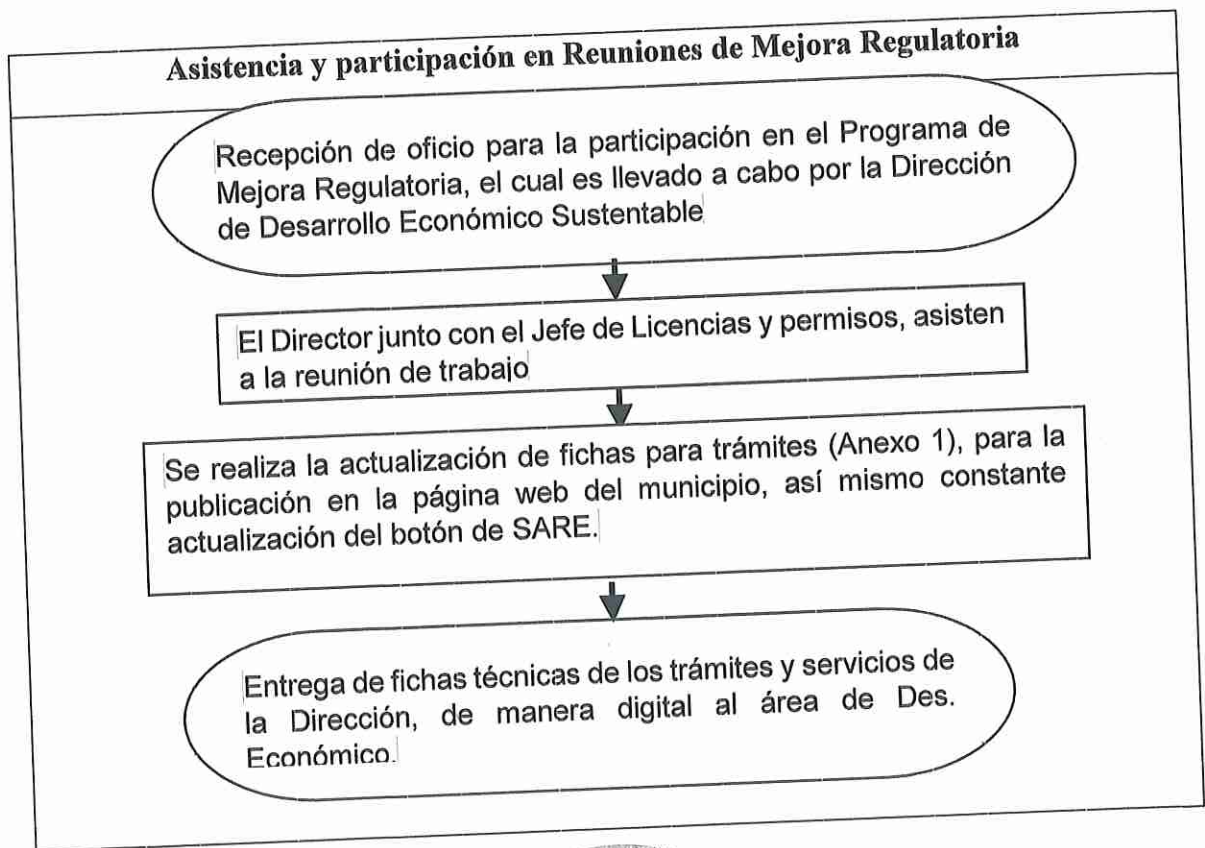 Asistencia y participación en Reuniones de Mejora Regulatoria
Recepción de oficio para la participación en el Programa de
Mejora Regulatoria, el cual es llevado a cabo por la Dirección
de Desarrollo Económico Sustentable
El Director junto con el Jefe de Licencias y permisos, asisten
a la reunión de trabajo
Se realiza la actualización de fichas para trámites (Anexo 1), para la
publicación en la página web del municipio, así mismo constante
actualización del botón de SARE.
Entrega de fichas técnicas de los trámites y servicios de
la Dirección, de manera digital al área de Des.
Económico.